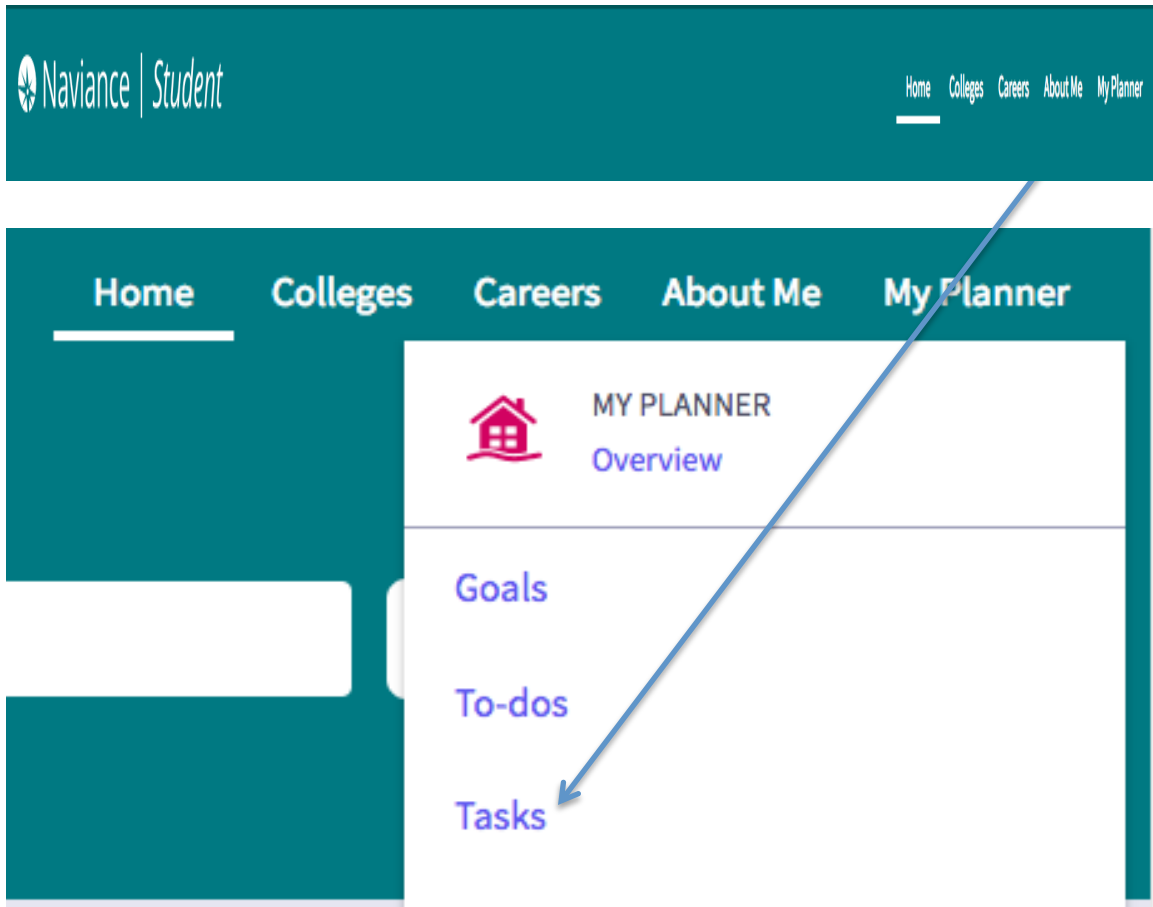 Naviance | Student
Home Colleges Careers About Me My Planner
Home Colleges Careers About Me My Planner
MY PLANNER
Overview
Goals
To-dos
Tasks